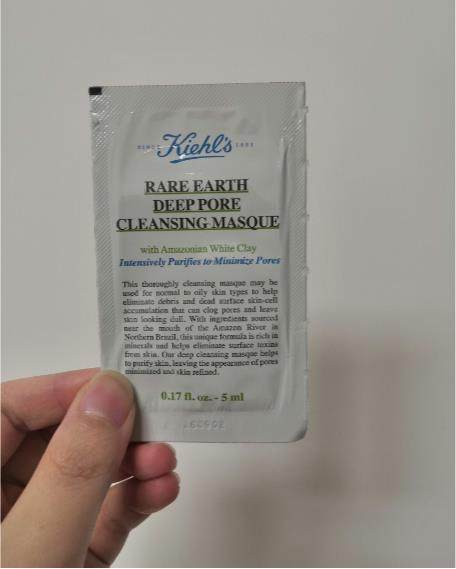 SINCE Kiehl's 1851
RARE EARTH
DEEP PORE
CLEANSING MASQUE
with Amazonian White Clay
Intensively Purifies to Minimize Pores
This thoroughly cleansing masque may be
used for normal to oily skin types to help
eliminate debris and dead surface skin-cell
accumulation that can clog pores and leave
skin looking dull. With ingredients sourced
near the mouth of the Amazon River in
Northern Brazil, this unique formula is rich in
minerals and helps eliminate surface toxins
from skin. Our deep cleansing masque helps
to purify skin, leaving the appearance of pores
minimized and skin refined.
0.17 fl. oz. - 5 ml